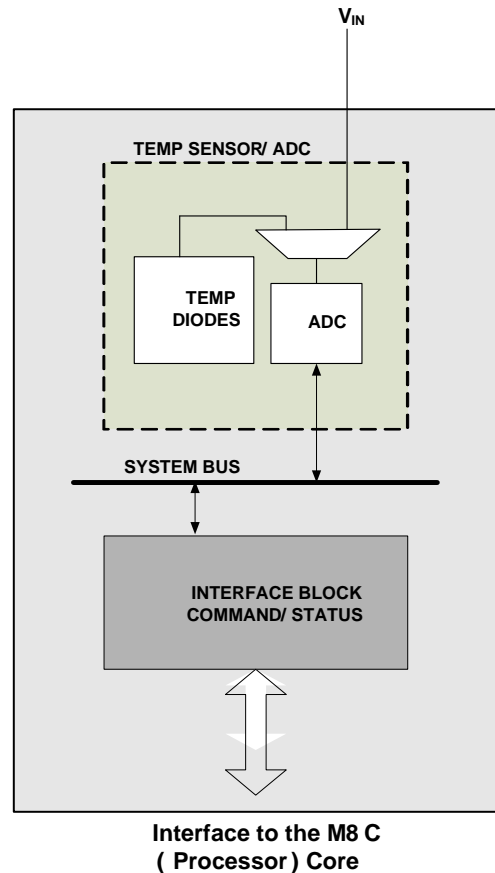 VIN
TEMP SENSOR/ ADC
TEMP
DIODES
ADC
SYSTEM BUS
INTERFACE BLOCK
COMMAND/ STATUS
Interface to the M8 C
( Processor ) Core